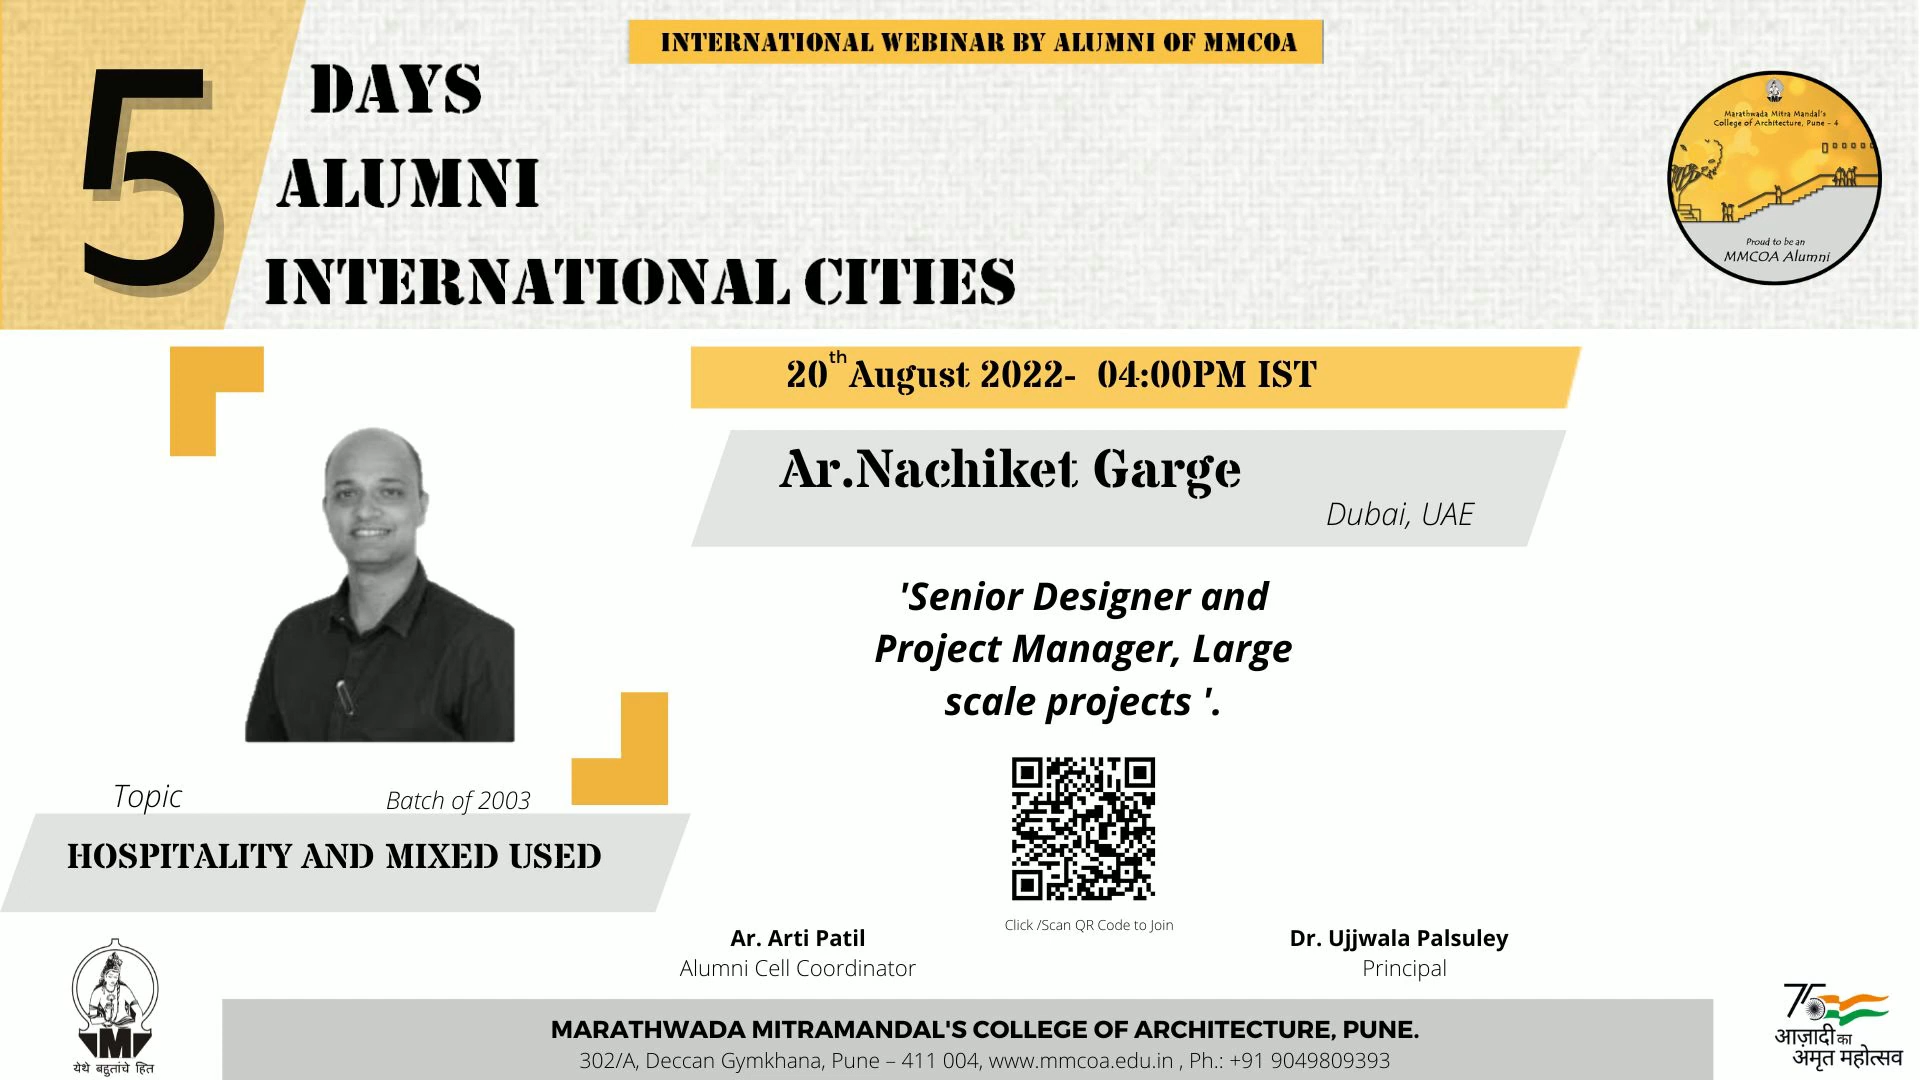 INTERNATIONAL WEBINAR BY ALUMNI OF MMCOA
5
DAYS
ALUMNI
INTERNATIONAL CITIES
Marathwada Mitra Mandal's
College of Architecture, Pune - 4
Proud to be an
MMCOA Alumni
20th August 2022- 04:00PM IST
Ar.Nachiket Garge
Dubai, UAE
'Senior Designer and
Project Manager, Large
scale projects '.
Topic
Batch of 2003
HOSPITALITY AND MIXED USED
Click /Scan QR Code to Join
Ar. Arti Patil
Alumni Cell Coordinator
Dr. Ujjwala Palsuley
Principal
M
येथे बहुतांचे हित
MARATHWADA MITRAMANDAL'S COLLEGE OF ARCHITECTURE, PUNE.
302/A, Deccan Gymkhana, Pune – 411 004, www.mmcoa.edu.in , Ph.: +91 9049809393
75
आज़ादी का
अमृत महोत्सव